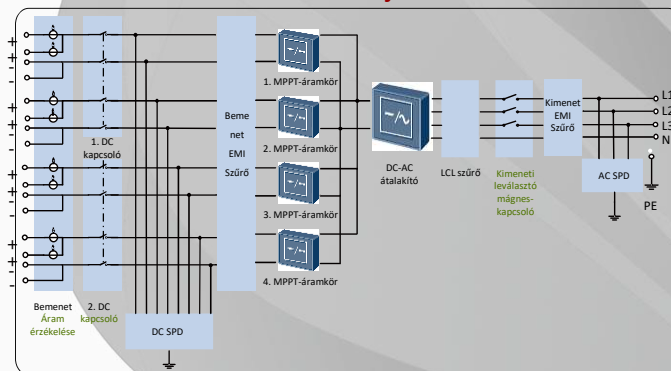 +
+
-
-
+
+
-
-
+
+
-
-
+
+
-
-
1. DC
kapcsoló
Beme
net
EMI
Szűrő
1. MPPT-áramkör
2. MPPT-áramkör
3. MPPT-áramkör
4. MPPT-áramkör
DC-AC
átalakító
LCL szűrő
Kimeneti
leválasztó
mágnes-
kapcsoló
Kimenet
EMI
Szűrő
L1
L2
L3
N
AC SPD
PE
Bemenet
Áram
érzékelése
2. DC
kapcsoló
DC SPD